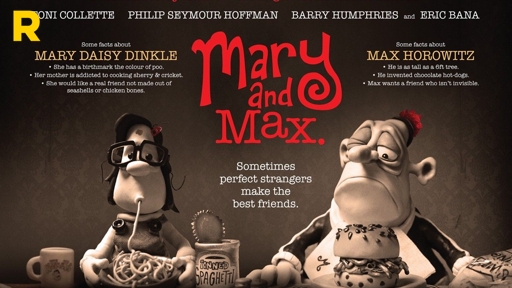 R
TONI COLLETTE PHILIP SEYMOUR HOFFMAN BARRY HUMPHRIES and ERIC BANA
Some facts about
MARY DAISY DINKLE
• She has a birthmark the colour of poo.
• Her mother is addicted to cooking sherry & cricket.
• She would like a real friend not made out of
seashells or chicken bones.
Mary
and
Max.
Some facts about
MAX HOROWITZ
• He is as tall as a 6ft tree.
• He invented chocolate hot-dogs.
• Max wants a friend who isn't invisible.
Sometimes
perfect strangers
make the
best friends.
TINNED
SPAGHETTI